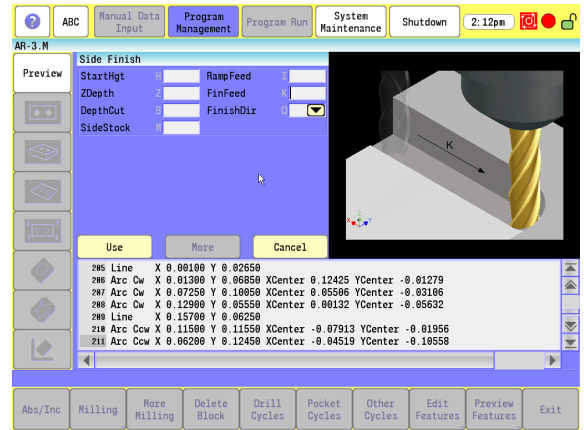 ?
ABC
Manual Data Input
Program Management
Program Run
System Maintenance
Shutdown
2:12pm
AR-3.M
Side Finish
Preview
StartHgt H
RampFeed I
ZDepth Z
FinFeed K
DepthCut B
FinishDir Q
SideStock M
K
Z
X Y
Use
More
Cancel
205 Line X 0.00100 Y 0.02650
206 Arc Cw X 0.01300 Y 0.06850 XCenter 0.12425 YCenter -0.01279
207 Arc Cw X 0.07250 Y 0.10050 XCenter 0.05506 YCenter -0.03106
208 Arc Cw X 0.12900 Y 0.05550 XCenter 0.00132 YCenter -0.05632
209 Line X 0.15700 Y 0.06250
210 Arc Ccw X 0.11500 Y 0.11550 XCenter -0.07913 YCenter -0.01956
211 Arc Ccw X 0.06200 Y 0.12450 XCenter -0.04519 YCenter -0.10558
Abs/Inc
Milling
More Milling
Delete Block
Drill Cycles
Pocket Cycles
Other Cycles
Edit Features
Preview Features
Exit